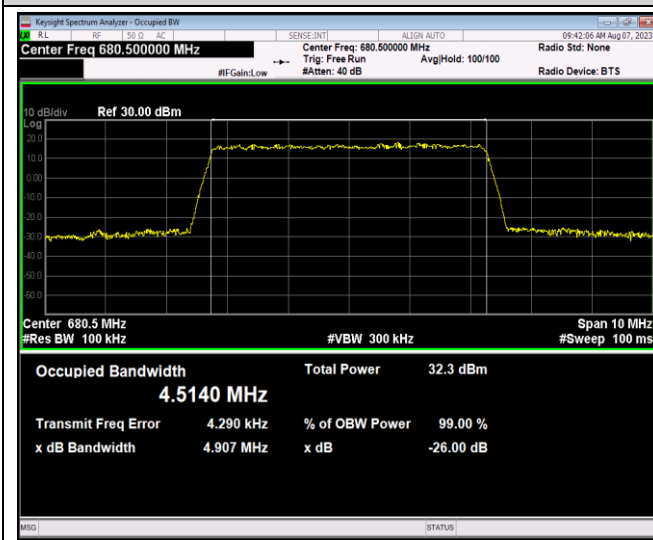 Keysight Spectrum Analyzer - Occupied BW
RL RF 50 Ω AC SENSE:INT ALIGN AUTO 09:42:06 AM Aug 07, 2023
Center Freq 680.500000 MHz Center Freq: 680.500000 MHz Radio Std: None
Trig: Free Run Avg|Hold: 100/100
#IFGain:Low #Atten: 40 dB Radio Device: BTS
10 dB/div Ref 30.00 dBm
Log
20.0
10.0
0.00
-10.0
-20.0
-30.0
-40.0
-50.0
-60.0
Center 680.5 MHz Span 10 MHz
#Res BW 100 kHz #VBW 300 kHz #Sweep 100 ms
Occupied Bandwidth Total Power 32.3 dBm
4.5140 MHz
Transmit Freq Error 4.290 kHz % of OBW Power 99.00 %
x dB Bandwidth 4.907 MHz x dB -26.00 dB
MSG STATUS